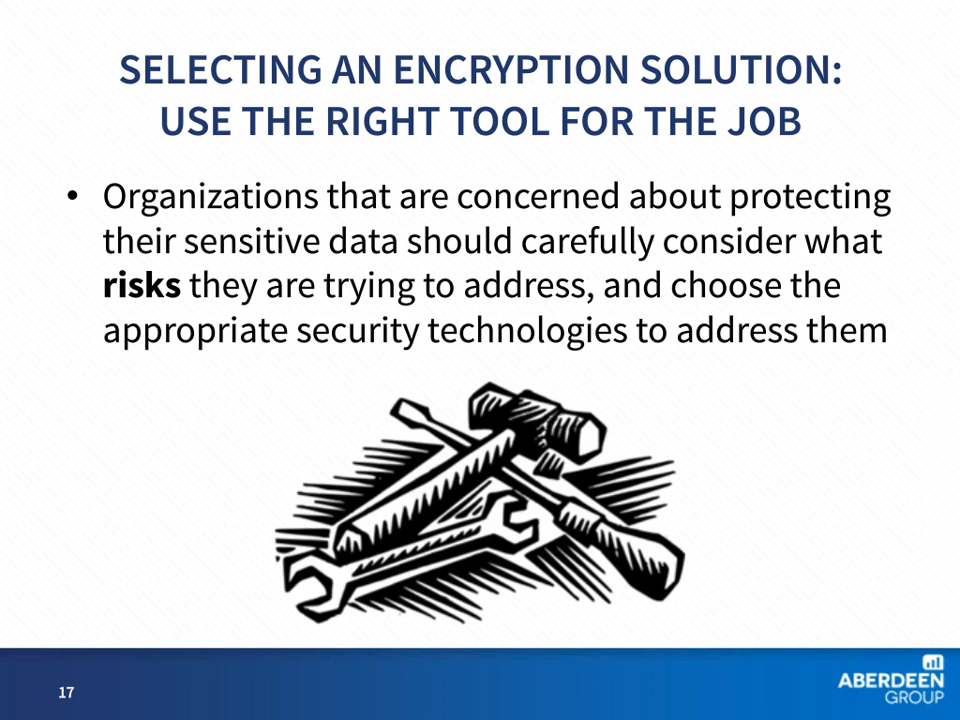 SELECTING AN ENCRYPTION SOLUTION:
USE THE RIGHT TOOL FOR THE JOB
• Organizations that are concerned about protecting
their sensitive data should carefully consider what
risks they are trying to address, and choose the
appropriate security technologies to address them
17
ABERDEEN
GROUP